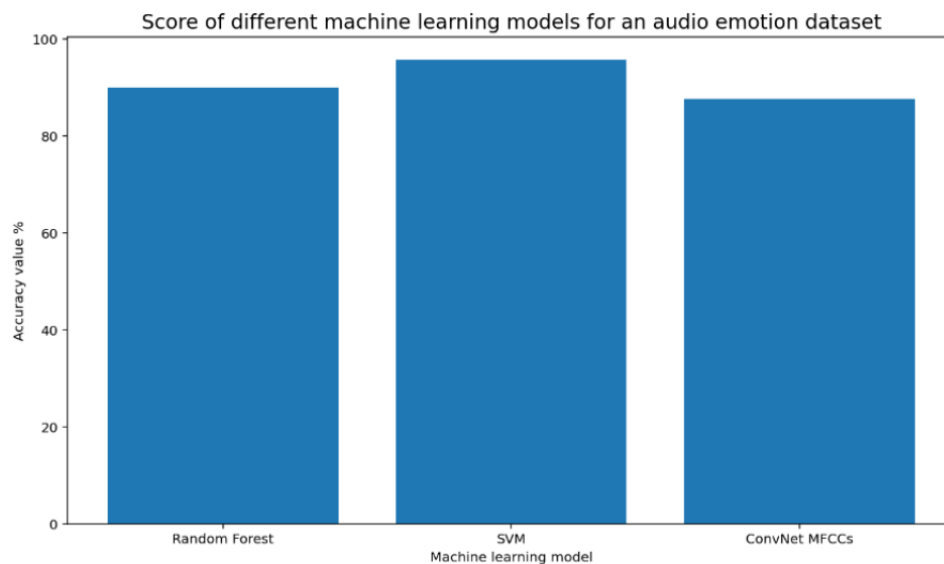 Score of different machine learning models for an audio emotion dataset
100
80
60
40
20
0
Accuracy value %
Random Forest
SVM
ConvNet MFCCs
Machine learning model